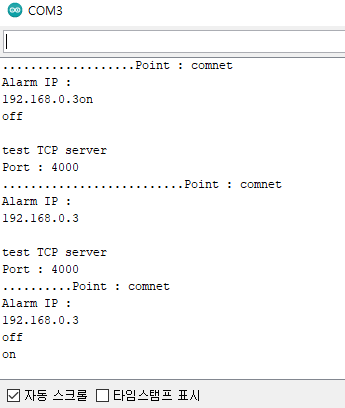 COM3
...................Point : comnet
Alarm IP :
192.168.0.3on
off
test TCP server
Port : 4000
..........................Point : comnet
Alarm IP :
192.168.0.3
test TCP server
Port : 4000
..........Point : comnet
Alarm IP :
192.168.0.3
off
on
자동 스크롤 타임스탬프 표시